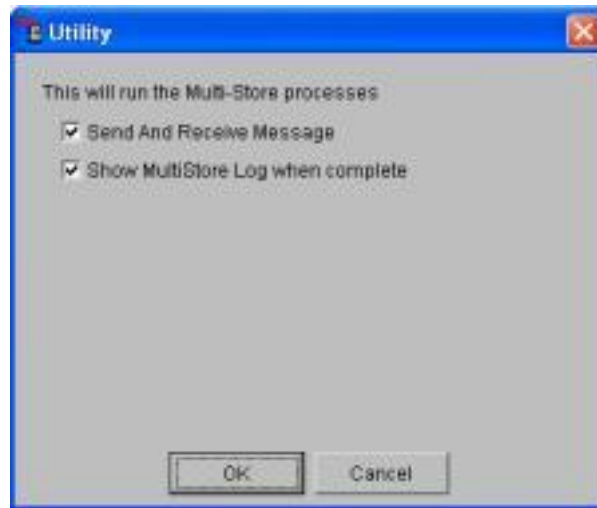 Utility
This will run the Multi-Store processes
Send And Receive Message
Show MultiStore Log when complete
OK Cancel